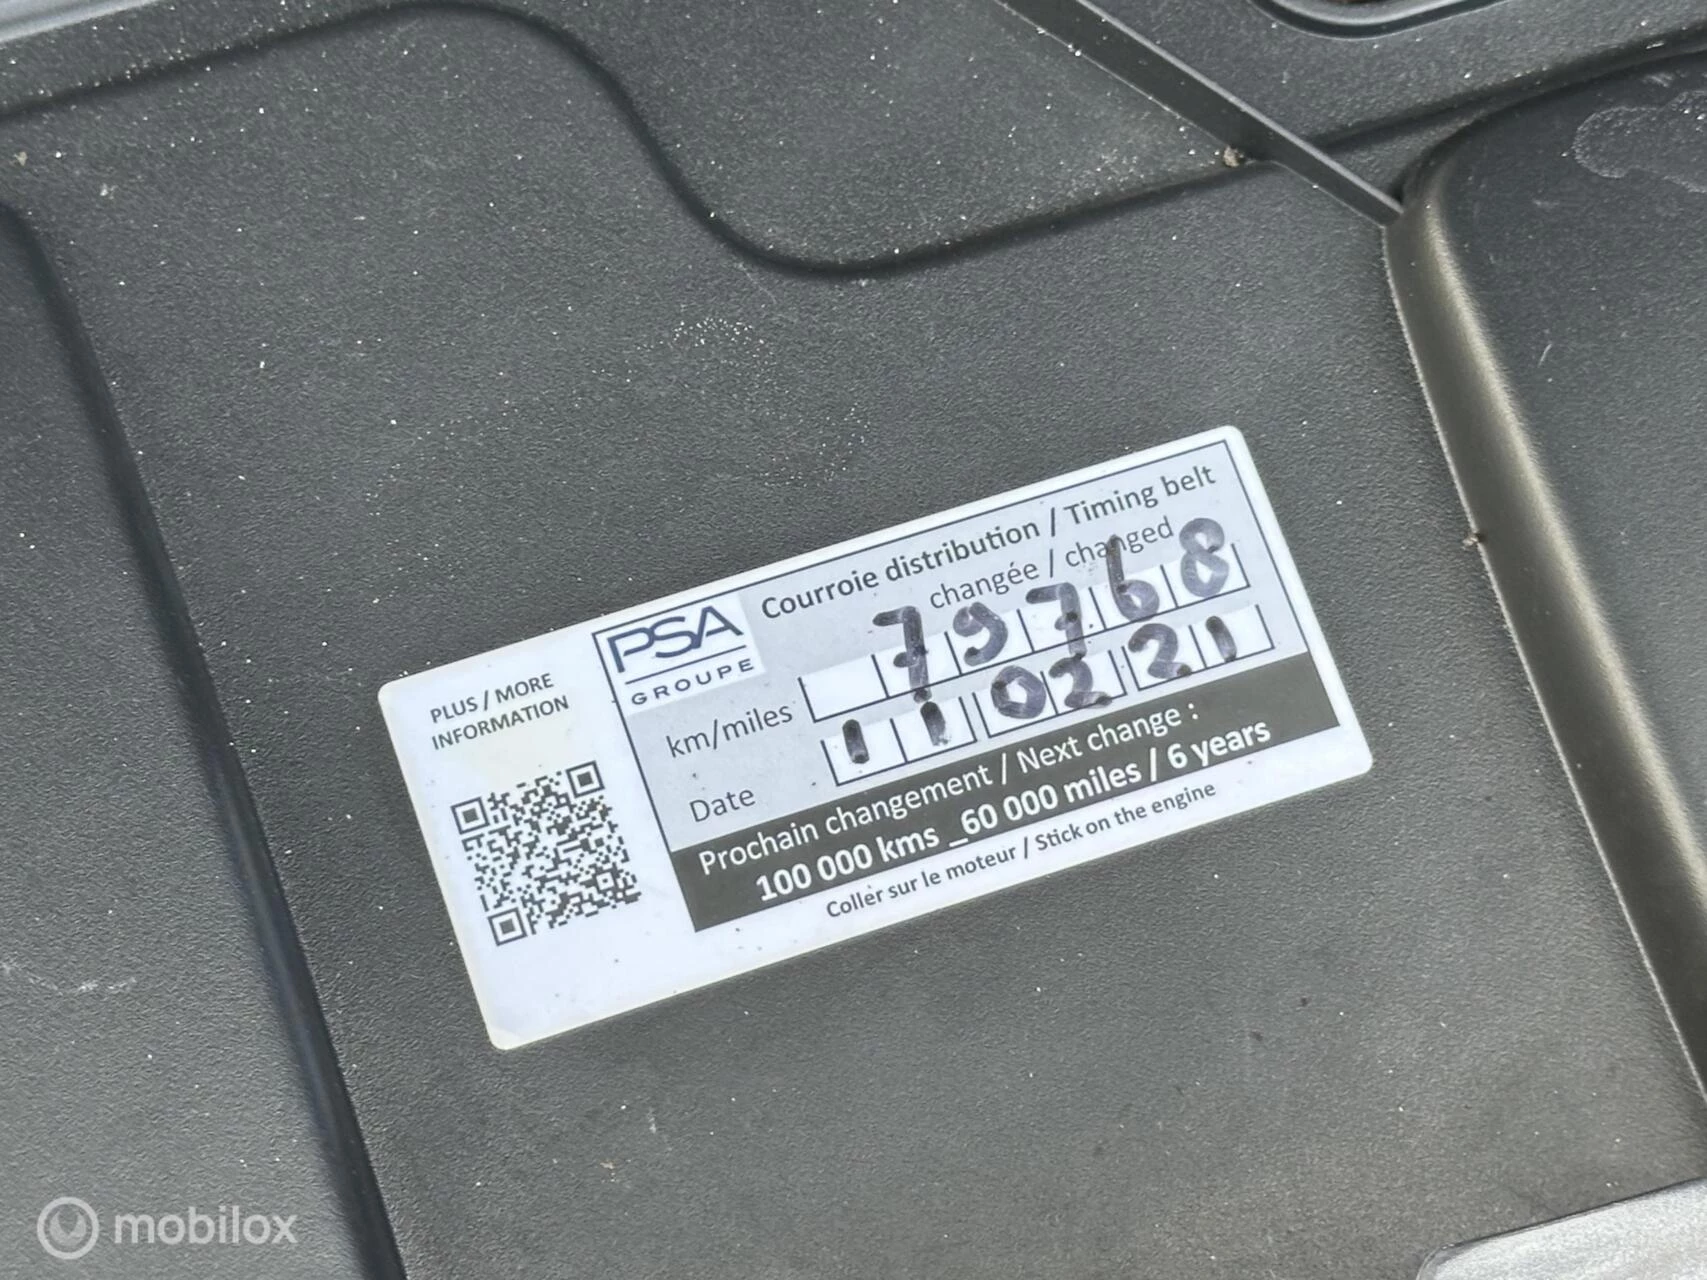 PLUS / MORE
INFORMATION
PSA
GROUPE
Courroie distribution / Timing belt
changée / changed
km/miles 79768
Date 11 02 21
Prochain changement / Next change :
100 000 kms _60 000 miles / 6 years
Coller sur le moteur / Stick on the engine
mobilox